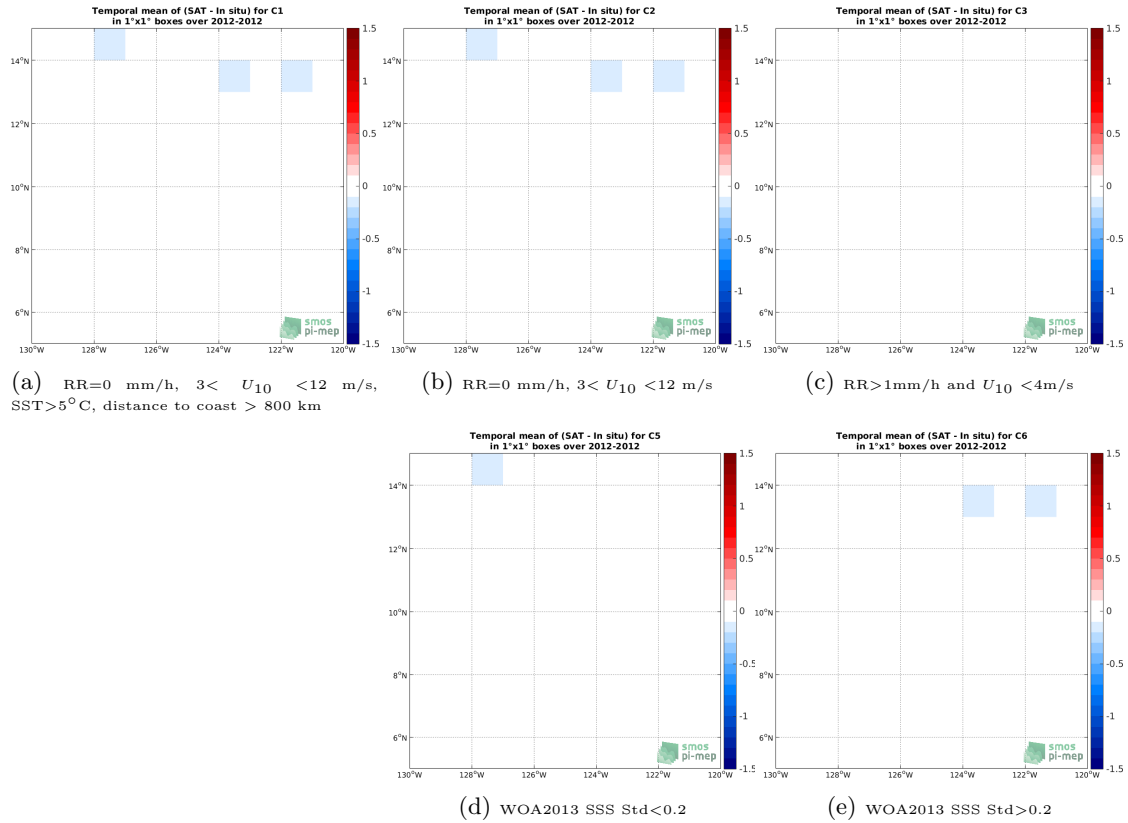 Temporal mean of (SAT - In situ) for C1
in 1°x1° boxes over 2012-2012
14°N
12°N
10°N
8°N
6°N
130°W 128°W 126°W 124°W 122°W 120°W
1.5
1
0.5
0
-0.5
-1
-1.5
smos
pi-mep
(a) RR=0 mm/h, 3< U10 <12 m/s,
SST>5°C, distance to coast > 800 km
Temporal mean of (SAT - In situ) for C2
in 1°x1° boxes over 2012-2012
14°N
12°N
10°N
8°N
6°N
130°W 128°W 126°W 124°W 122°W 120°W
1.5
1
0.5
0
-0.5
-1
-1.5
smos
pi-mep
(b) RR=0 mm/h, 3< U10 <12 m/s
Temporal mean of (SAT - In situ) for C3
in 1°x1° boxes over 2012-2012
14°N
12°N
10°N
8°N
6°N
130°W 128°W 126°W 124°W 122°W 120°W
1.5
1
0.5
0
-0.5
-1
-1.5
smos
pi-mep
(c) RR>1mm/h and U10 <4m/s
Temporal mean of (SAT - In situ) for C5
in 1°x1° boxes over 2012-2012
14°N
12°N
10°N
8°N
6°N
130°W 128°W 126°W 124°W 122°W 120°W
1.5
1
0.5
0
-0.5
-1
-1.5
smos
pi-mep
(d) WOA2013 SSS Std<0.2
Temporal mean of (SAT - In situ) for C6
in 1°x1° boxes over 2012-2012
14°N
12°N
10°N
8°N
6°N
130°W 128°W 126°W 124°W 122°W 120°W
1.5
1
0.5
0
-0.5
-1
-1.5
smos
pi-mep
(e) WOA2013 SSS Std>0.2